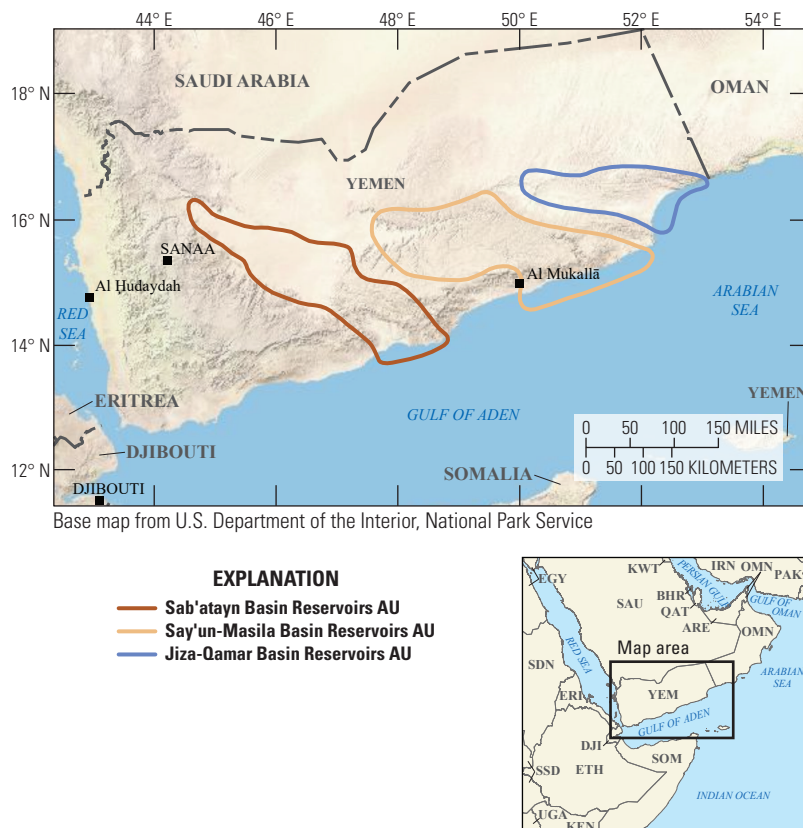 44° E
46° E
48° E
50° E
52° E
54° E
18° N
16° N
14° N
12° N
SAUDI ARABIA
OMAN
YEMEN
SANAA
Al Hudaydah
Al Mukallā
RED
SEA
ARABIAN
SEA
ERITREA
GULF OF ADEN
YEMEN
DJIBOUTI
SOMALIA
DJIBOUTI
0 50 100 150 MILES
0 50 100 150 KILOMETERS
Base map from U.S. Department of the Interior, National Park Service
EXPLANATION
Sab'atayn Basin Reservoirs AU
Say'un-Masila Basin Reservoirs AU
Jiza-Qamar Basin Reservoirs AU
EGY
KWT
IRN
OMN
PAK
PERSIAN GULF
BHR
QAT
SAU
GULF OF
OMAN
ARE
OMN
RED SEA
Map area
SDN
ARABIAN
SEA
ERI
YEM
GULF OF ADEN
DJI
SOM
SSD
ETH
INDIAN OCEAN
UGA
KEN